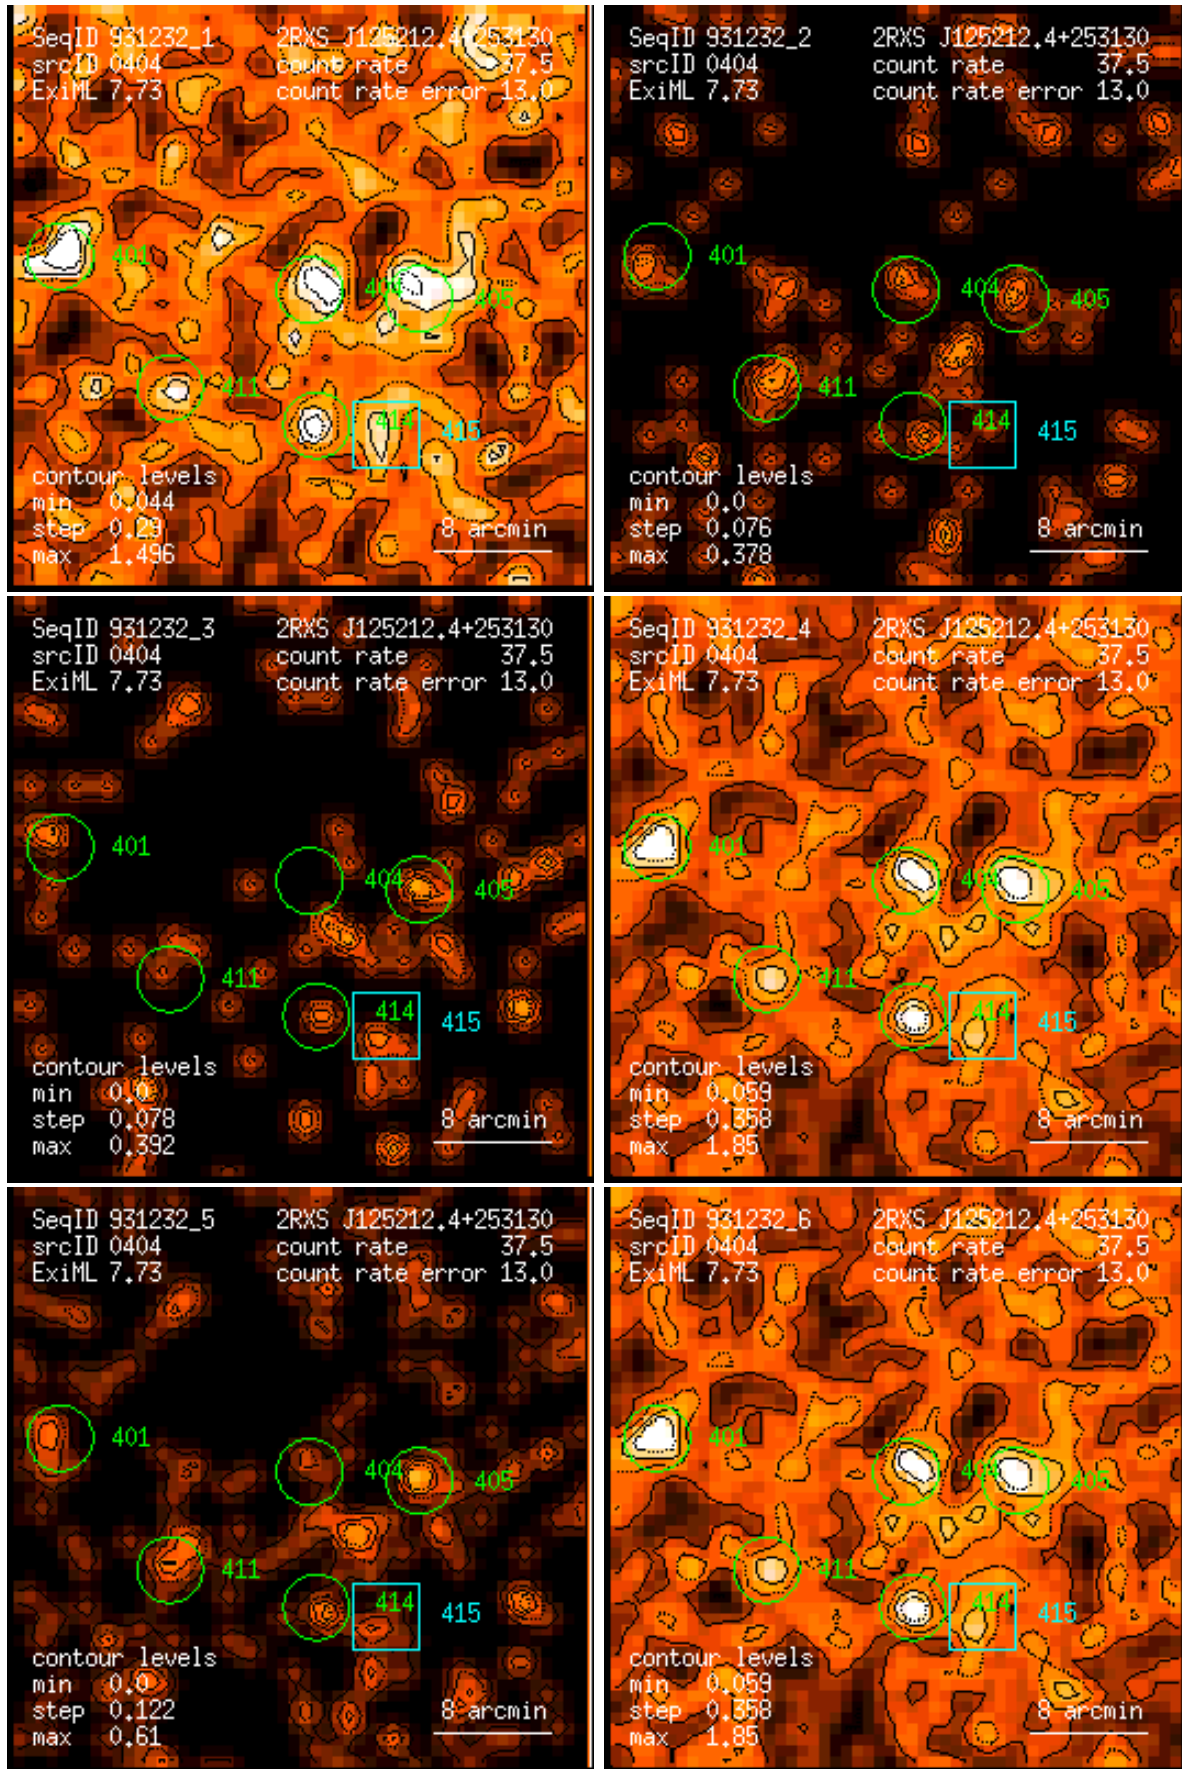 SeqID 931232_1 2RXS J125212.4+253130
srcID 0404 count rate 37.5
ExiML 7.73 count rate error 13.0
401
404
405
411
414
415
contour levels
min 0.044
step 0.29
max 1.496
8 arcmin
SeqID 931232_2 2RXS J125212.4+253130
srcID 0404 count rate 37.5
ExiML 7.73 count rate error 13.0
401
404
405
411
414
415
contour levels
min 0.0
step 0.076
max 0.378
8 arcmin
SeqID 931232_3 2RXS J125212.4+253130
srcID 0404 count rate 37.5
ExiML 7.73 count rate error 13.0
401
404
405
411
414
415
contour levels
min 0.0
step 0.078
max 0.392
8 arcmin
SeqID 931232_4 2RXS J125212.4+253130
srcID 0404 count rate 37.5
ExiML 7.73 count rate error 13.0
401
404
405
411
414
415
contour levels
min 0.059
step 0.358
max 1.85
8 arcmin
SeqID 931232_5 2RXS J125212.4+253130
srcID 0404 count rate 37.5
ExiML 7.73 count rate error 13.0
401
404
405
411
414
415
contour levels
min 0.0
step 0.122
max 0.61
8 arcmin
SeqID 931232_6 2RXS J125212.4+253130
srcID 0404 count rate 37.5
ExiML 7.73 count rate error 13.0
401
404
405
411
414
415
contour levels
min 0.059
step 0.358
max 1.85
8 arcmin